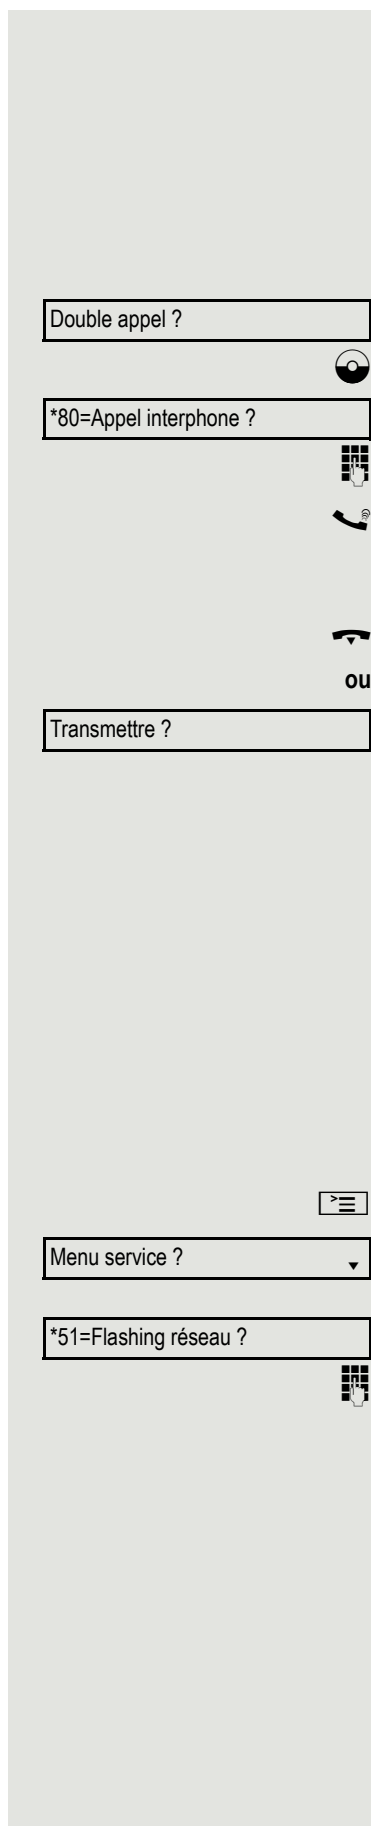 Double appel ?
*80=Appel interphone ?
ou
Transmettre ?
Menu service ?
*51=Flashing réseau ?